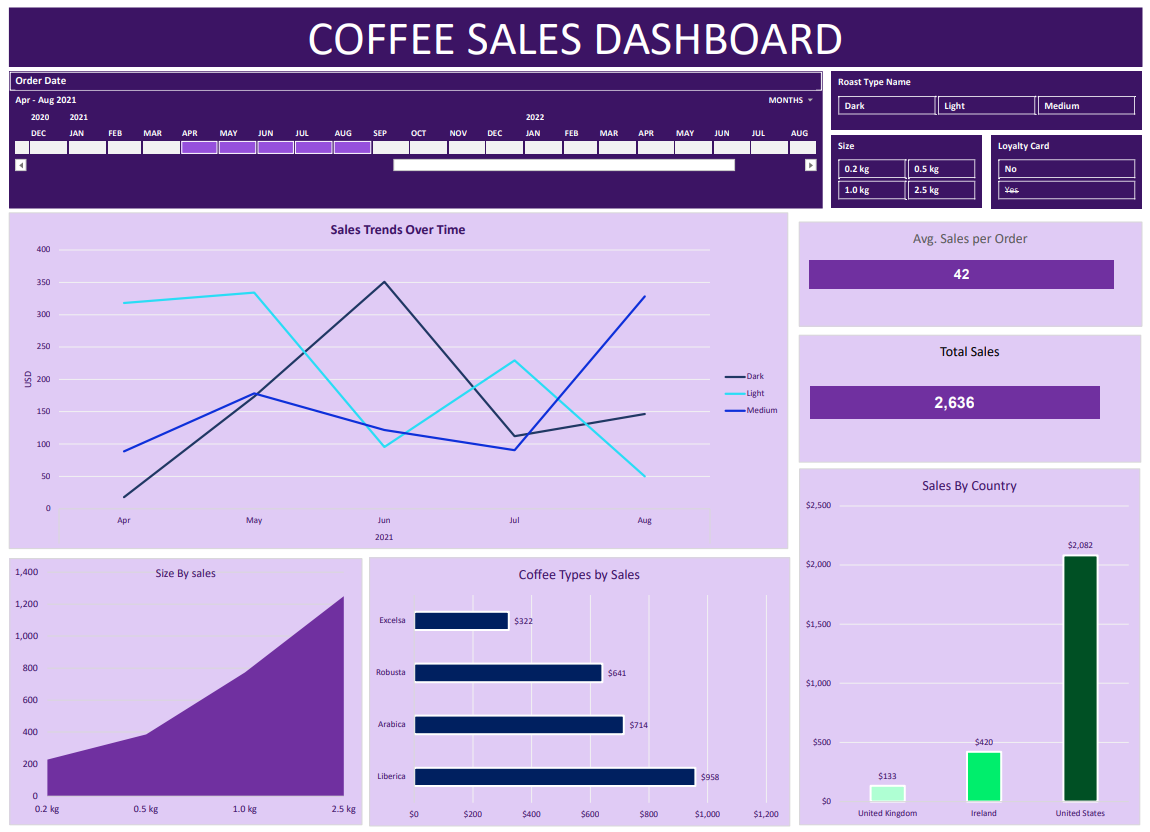 COFFEE SALES DASHBOARD
Order Date
Apr - Aug 2021
MONTHS
2020 2021 2022
DEC JAN FEB MAR APR MAY JUN JUL AUG SEP OCT NOV DEC JAN FEB MAR APR MAY JUN JUL AUG
Roast Type Name
Dark Light Medium
Size
0.2 kg 0.5 kg
1.0 kg 2.5 kg
Loyalty Card
No
Yes
Sales Trends Over Time
400
350
300
250
200
150
100
50
0
USD
Apr May Jun Jul Aug
2021
Dark
Light
Medium
Avg. Sales per Order
42
Total Sales
2,636
Size By sales
1,400
1,200
1,000
800
600
400
200
0
0.2 kg 0.5 kg 1.0 kg 2.5 kg
Coffee Types by Sales
Excelsa $322
Robusta $641
Arabica $714
Liberica $958
$0 $200 $400 $600 $800 $1,000 $1,200
Sales By Country
$2,500
$2,000
$1,500
$1,000
$500
$0
$133
$420
$2,082
United Kingdom Ireland United States